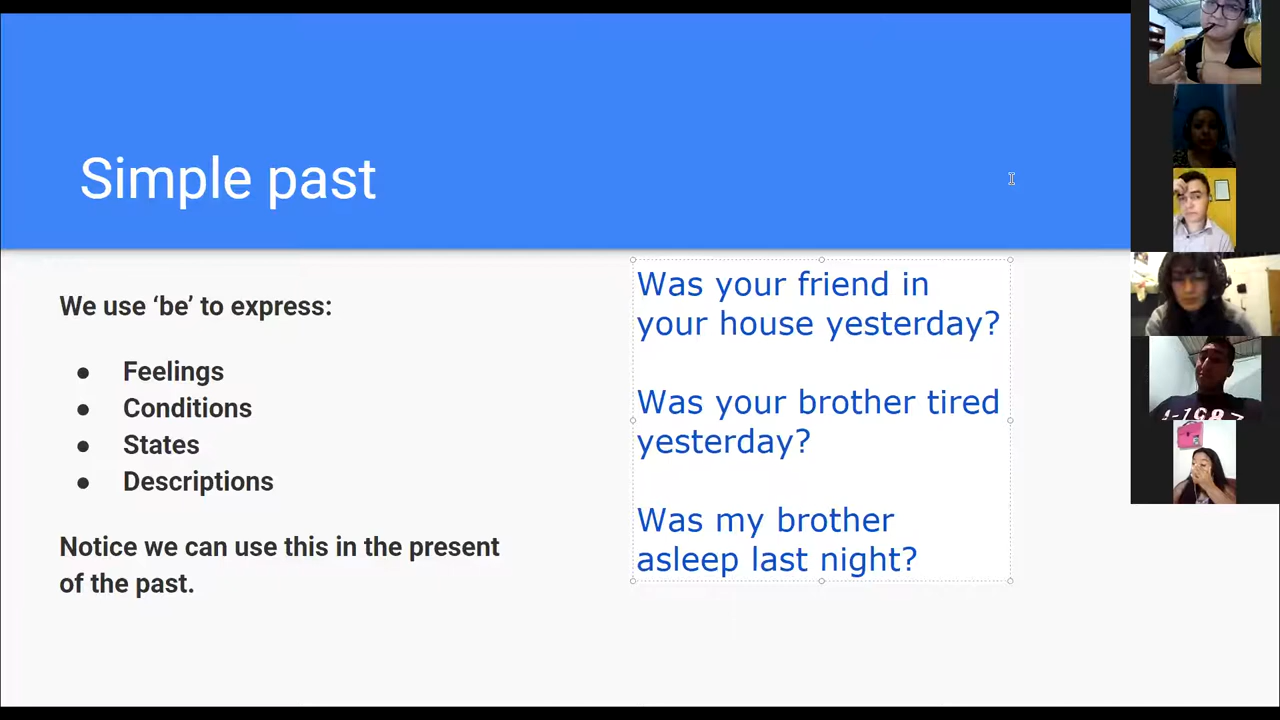 Simple past
We use ‘be’ to express:
● Feelings
● Conditions
● States
● Descriptions
Notice we can use this in the present
of the past.
Was your friend in
your house yesterday?
Was your brother tired
yesterday?
Was my brother
asleep last night?